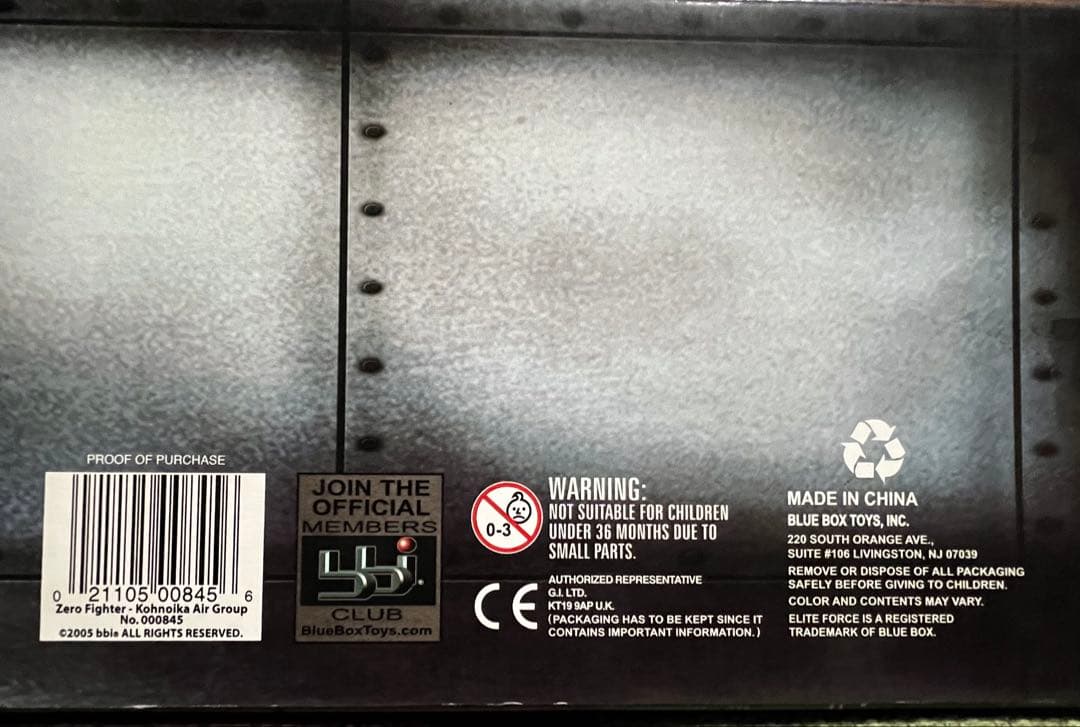 PROOF OF PURCHASE
0 21105 00845 6
Zero Fighter - Kohnoika Air Group
No. 000845
©2005 bbi® ALL RIGHTS RESERVED.
JOIN THE
OFFICIAL
MEMBERS
bbi.
CLUB
BlueBoxToys.com
0-3
WARNING:
NOT SUITABLE FOR CHILDREN
UNDER 36 MONTHS DUE TO
SMALL PARTS.
CE
AUTHORIZED REPRESENTATIVE
G.I. LTD.
KT19 9AP U.K.
(PACKAGING HAS TO BE KEPT SINCE IT
CONTAINS IMPORTANT INFORMATION.)
MADE IN CHINA
BLUE BOX TOYS, INC.
220 SOUTH ORANGE AVE.,
SUITE #106 LIVINGSTON, NJ 07039
REMOVE OR DISPOSE OF ALL PACKAGING
SAFELY BEFORE GIVING TO CHILDREN.
COLOR AND CONTENTS MAY VARY.
ELITE FORCE IS A REGISTERED
TRADEMARK OF BLUE BOX.